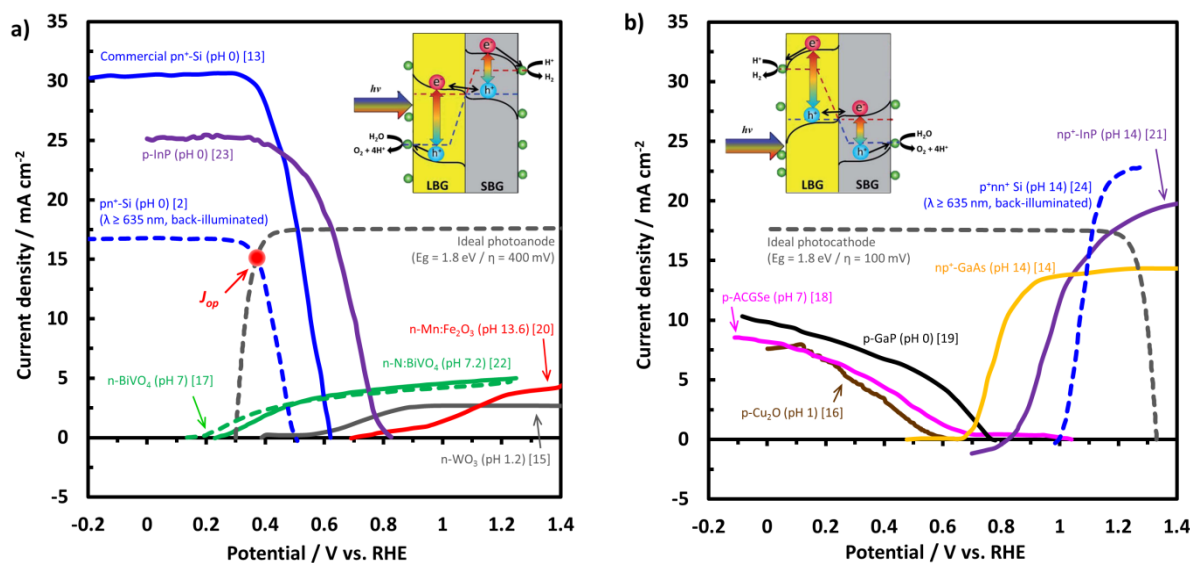 a)
Current density / mA cm⁻²
35
30
25
20
15
10
5
0
-5
Commercial pn⁺-Si (pH 0) [13]
p-InP (pH 0) [23]
pn⁺-Si (pH 0) [2]
(λ ≥ 635 nm, back-illuminated)
Jop
hν
e⁻
e⁻
h⁺
h⁺
H⁺
H₂
H₂O
O₂ + 4H⁺
LBG
SBG
Ideal photoanode
(Eg = 1.8 eV / η = 400 mV)
n-Mn:Fe₂O₃ (pH 13.6) [20]
n-N:BiVO₄ (pH 7.2) [22]
n-BiVO₄ (pH 7) [17]
n-WO₃ (pH 1.2) [15]
-0.2
0
0.2
0.4
0.6
0.8
1
1.2
1.4
Potential / V vs. RHE
b)
Current density / mA cm⁻²
35
30
25
20
15
10
5
0
-5
H⁺
H₂
e⁻
h⁺
e⁻
h⁺
hν
H₂O
O₂ + 4H⁺
LBG
SBG
np⁺-InP (pH 14) [21]
p⁺nn⁺ Si (pH 14) [24]
(λ ≥ 635 nm, back-illuminated)
Ideal photocathode
(Eg = 1.8 eV / η = 100 mV)
np⁺-GaAs (pH 14) [14]
p-ACGSe (pH 7) [18]
p-GaP (pH 0) [19]
p-Cu₂O (pH 1) [16]
-0.2
0
0.2
0.4
0.6
0.8
1
1.2
1.4
Potential / V vs. RHE